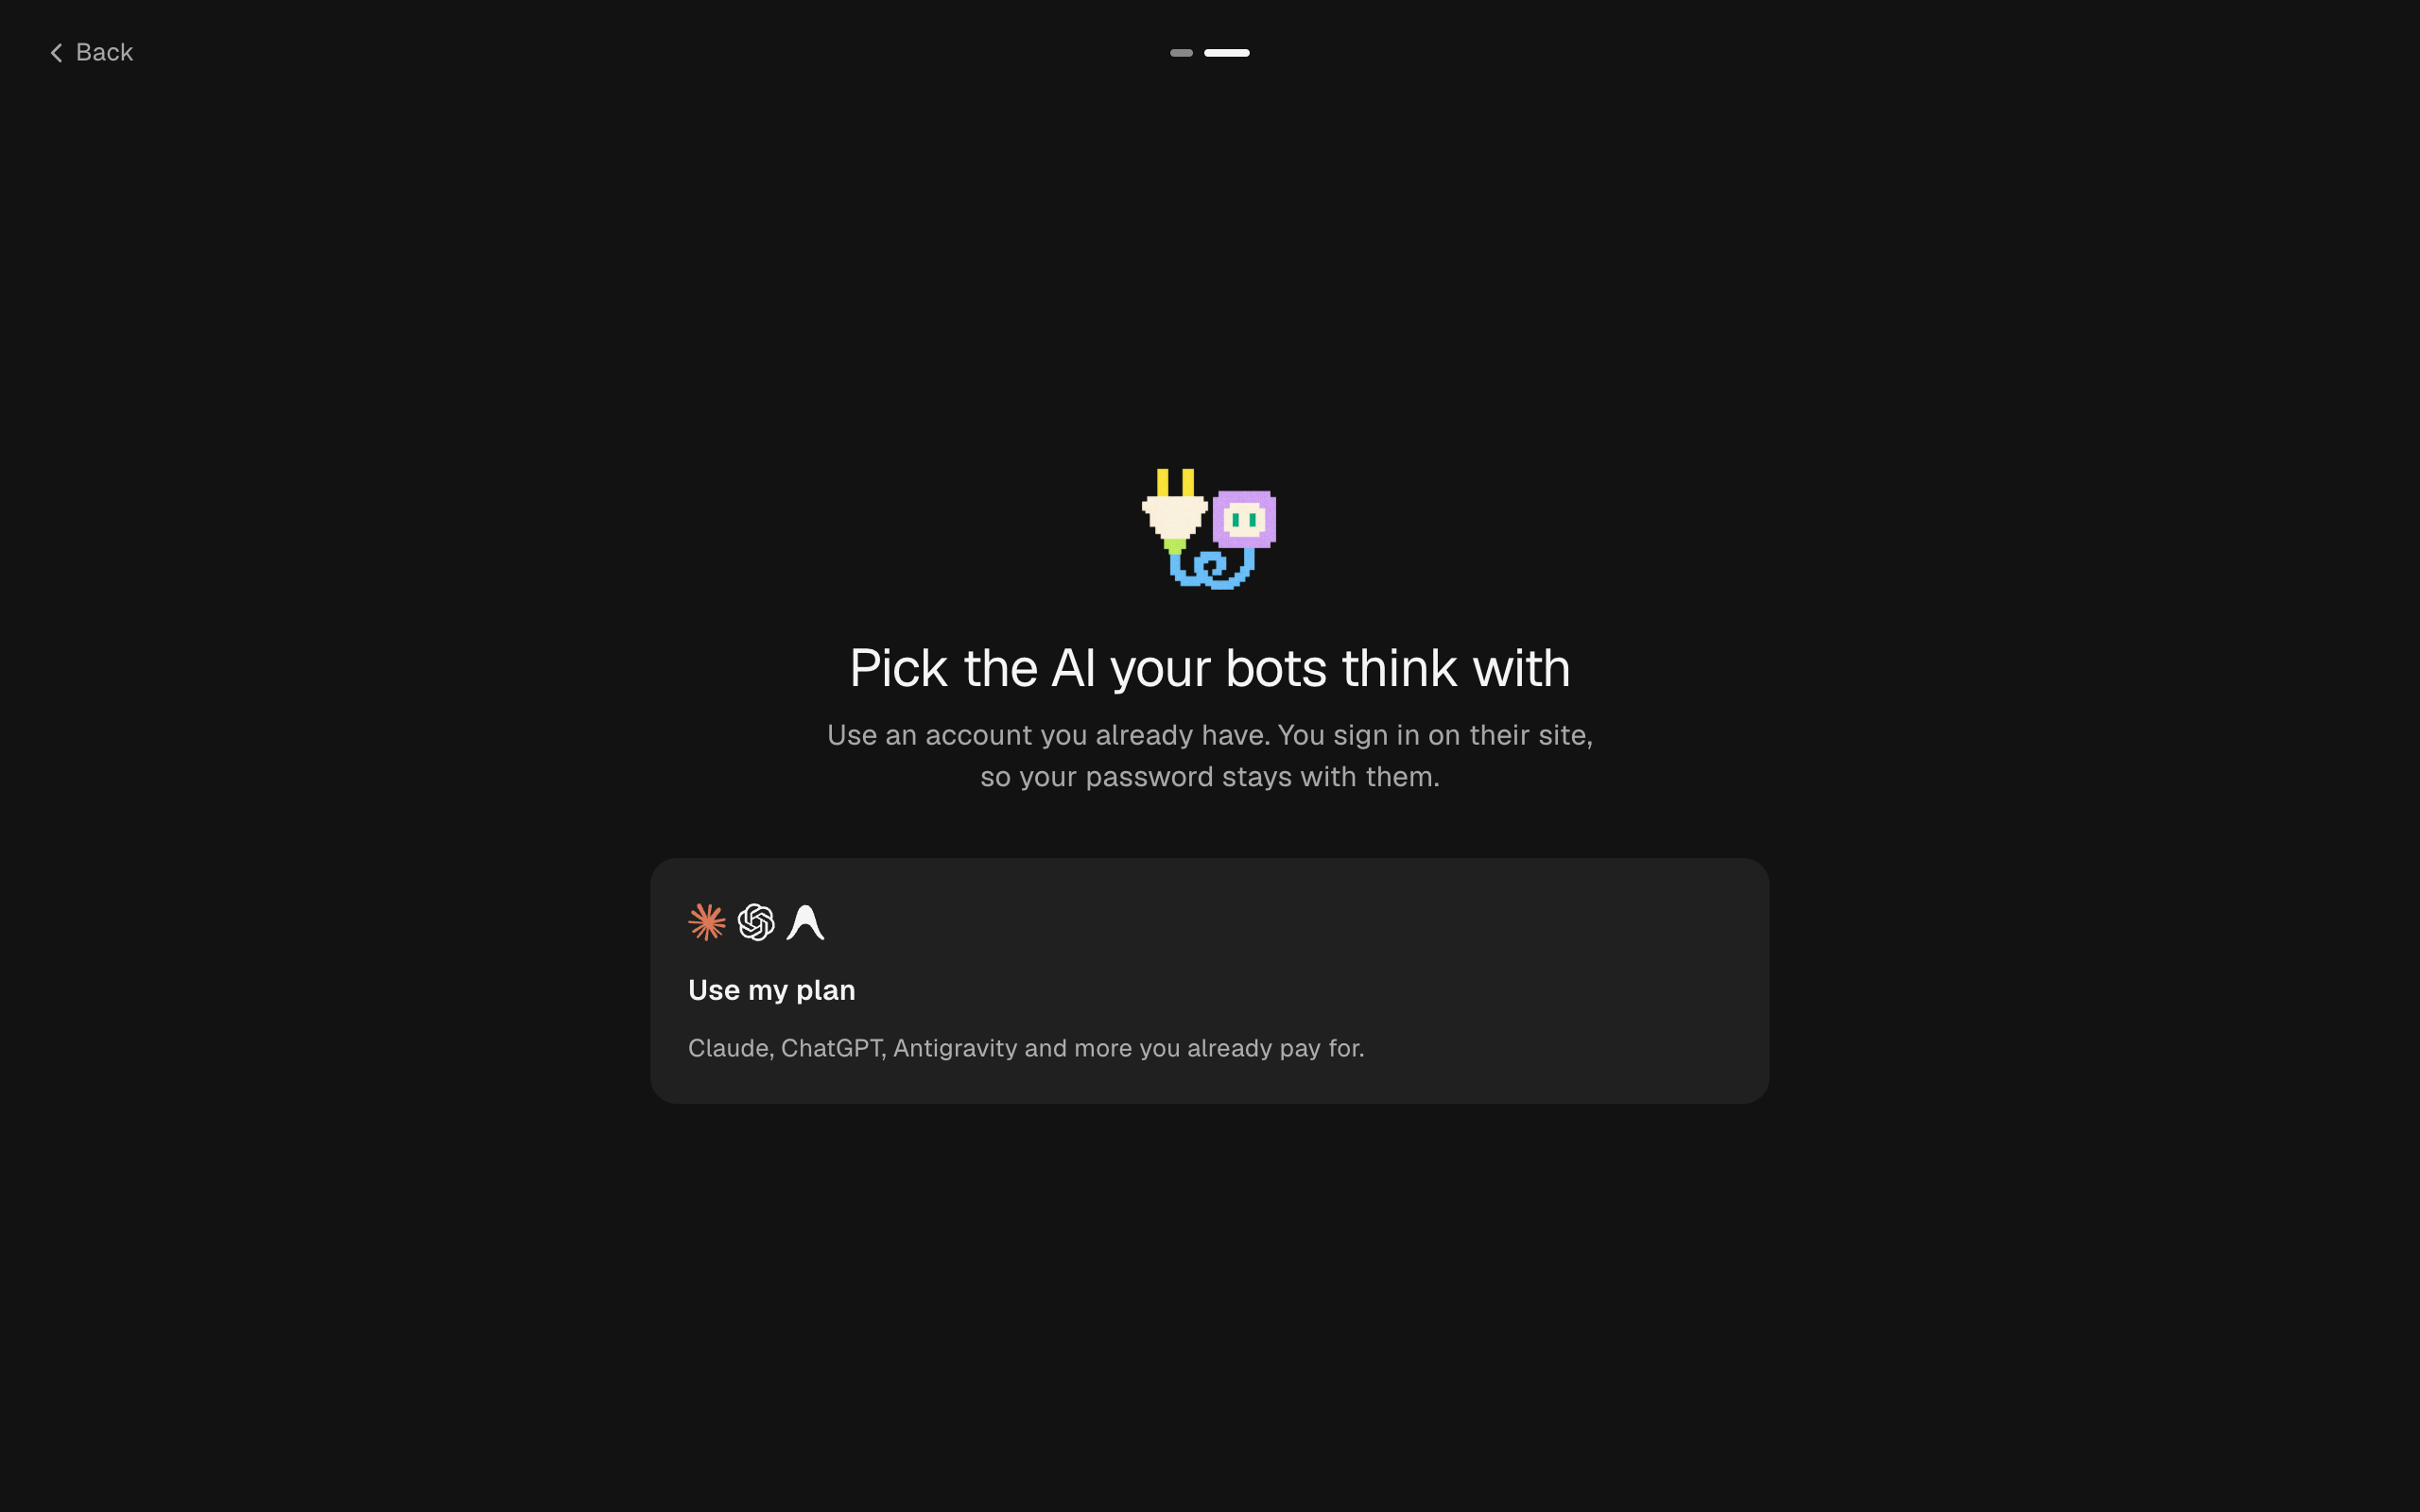 Back
Pick the AI your bots think with
Use an account you already have. You sign in on their site,
so your password stays with them.
Use my plan
Claude, ChatGPT, Antigravity and more you already pay for.